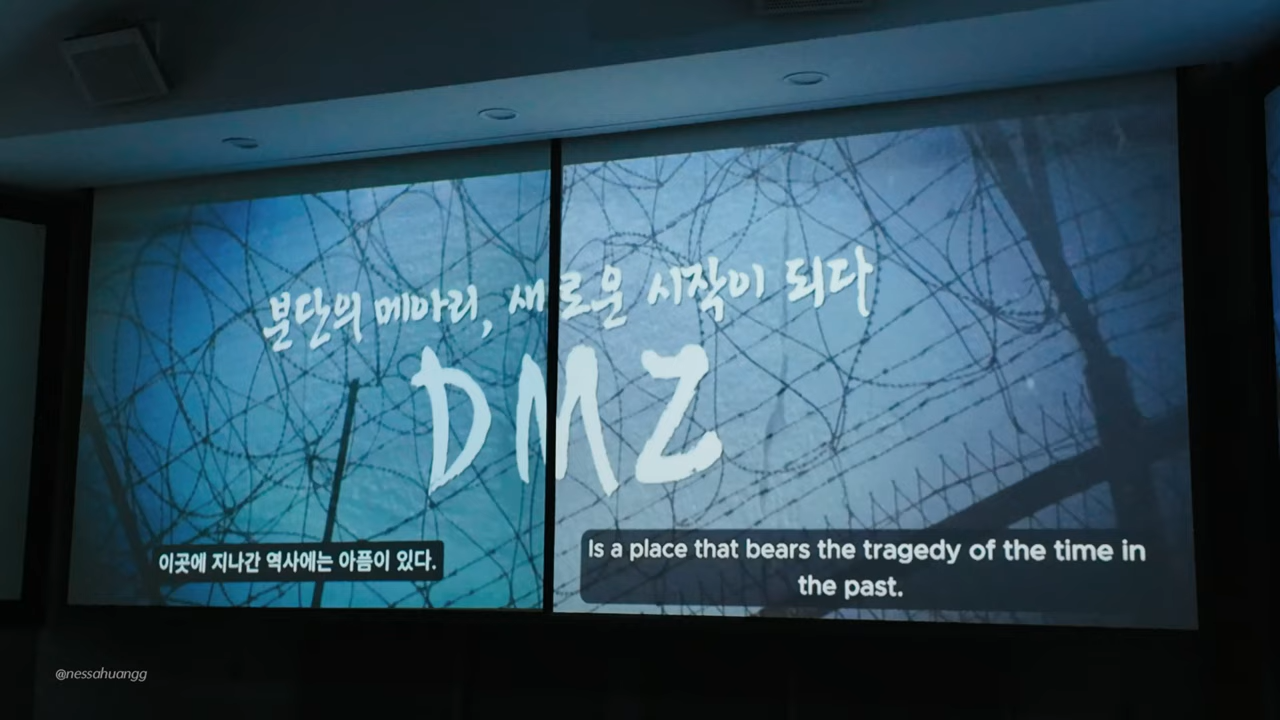 분단의 메아리, 새로운 시작이 되다
DMZ
이곳에 지나간 역사에는 아픔이 있다.
Is a place that bears the tragedy of the time in
the past.
@nessahuangg